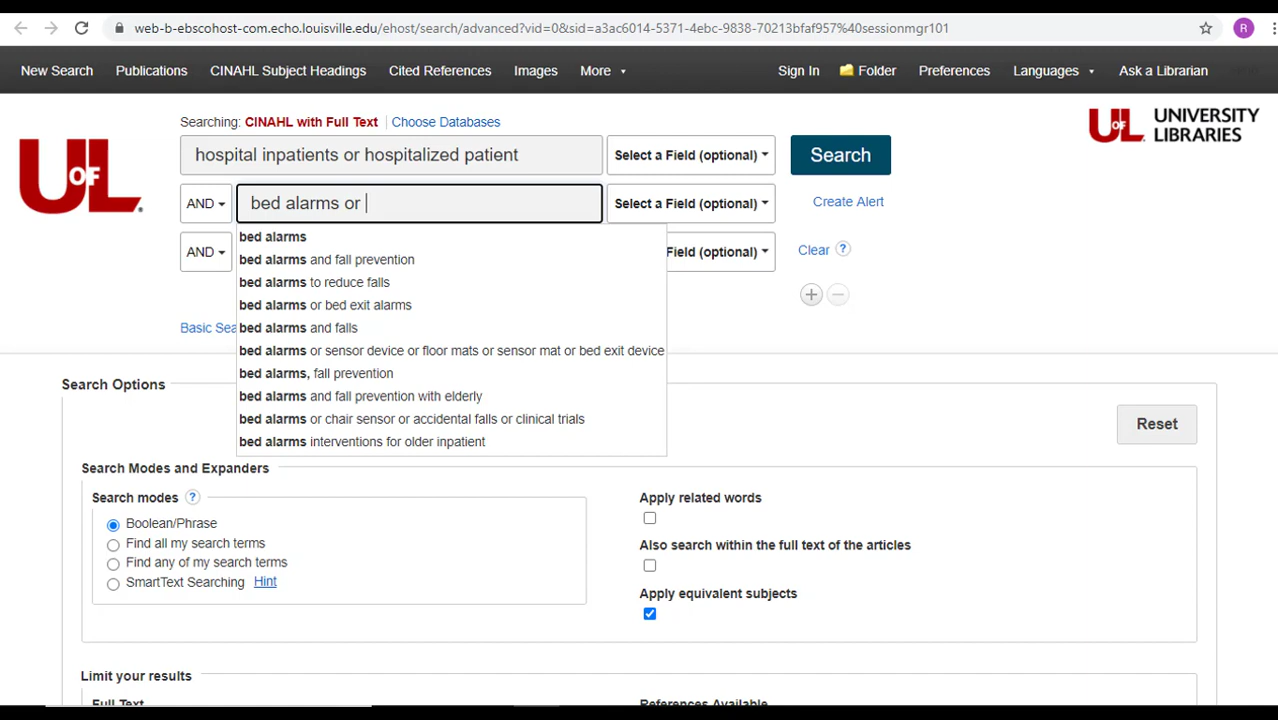 web-b-ebscohost-com.echo.louisville.edu/ehost/search/advanced?vid=0&sid=a3ac6014-5371-4ebc-9838-70213bfaf957%40sessionmgr101
R
New Search Publications CINAHL Subject Headings Cited References Images More Sign In Folder Preferences Languages Ask a Librarian
Searching: CINAHL with Full Text Choose Databases
UOFL
hospital inpatients or hospitalized patient Select a Field (optional) Search
UOFL UNIVERSITY LIBRARIES
AND bed alarms or Select a Field (optional) Create Alert
bed alarms
AND Field (optional) Clear ?
bed alarms and fall prevention
bed alarms to reduce falls
bed alarms or bed exit alarms
Basic Sea bed alarms and falls
bed alarms or sensor device or floor mats or sensor mat or bed exit device
bed alarms, fall prevention
Search Options
bed alarms and fall prevention with elderly
bed alarms or chair sensor or accidental falls or clinical trials
Reset
bed alarms interventions for older inpatient
Search Modes and Expanders
Search modes ?
Boolean/Phrase
Find all my search terms
Find any of my search terms
SmartText Searching Hint
Apply related words
Also search within the full text of the articles
Apply equivalent subjects
Limit your results
Full Text References Available